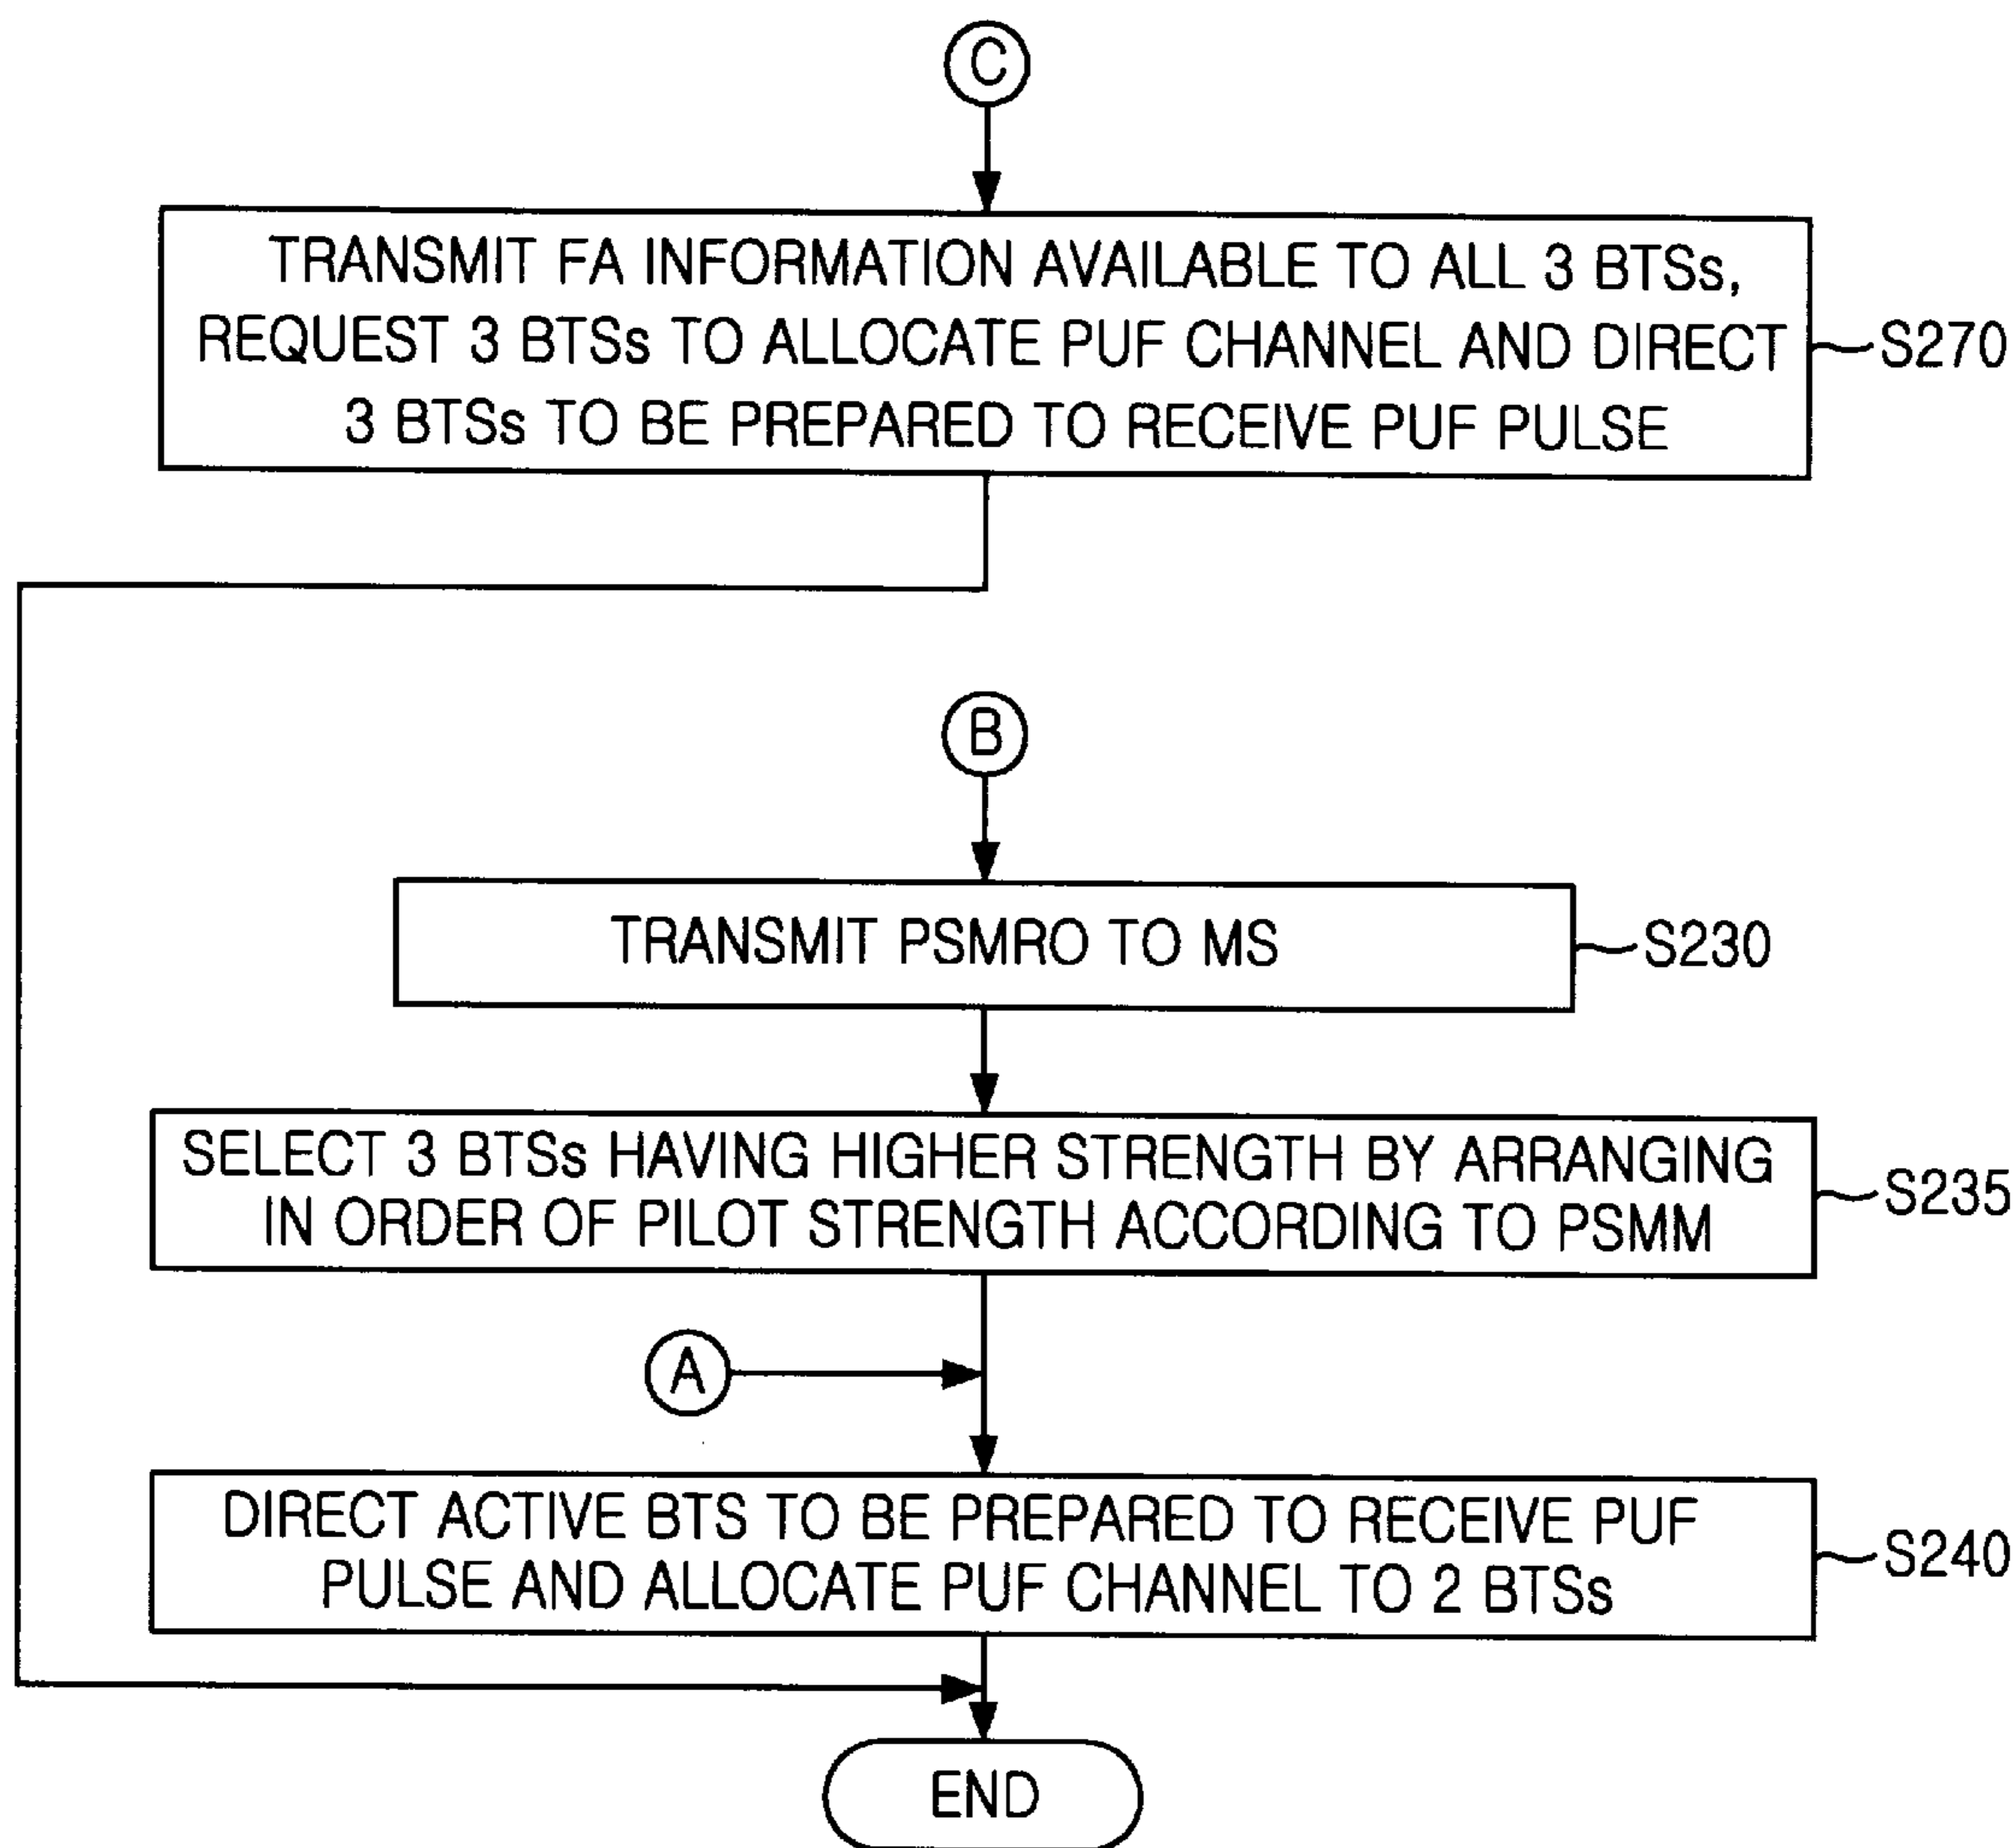 C
TRANSMIT FA INFORMATION AVAILABLE TO ALL 3 BTSs,
REQUEST 3 BTSs TO ALLOCATE PUF CHANNEL AND DIRECT
3 BTSs TO BE PREPARED TO RECEIVE PUF PULSE
S270
B
TRANSMIT PSMRO TO MS
S230
SELECT 3 BTSs HAVING HIGHER STRENGTH BY ARRANGING
IN ORDER OF PILOT STRENGTH ACCORDING TO PSMM
S235
A
DIRECT ACTIVE BTS TO BE PREPARED TO RECEIVE PUF
PULSE AND ALLOCATE PUF CHANNEL TO 2 BTSs
S240
END